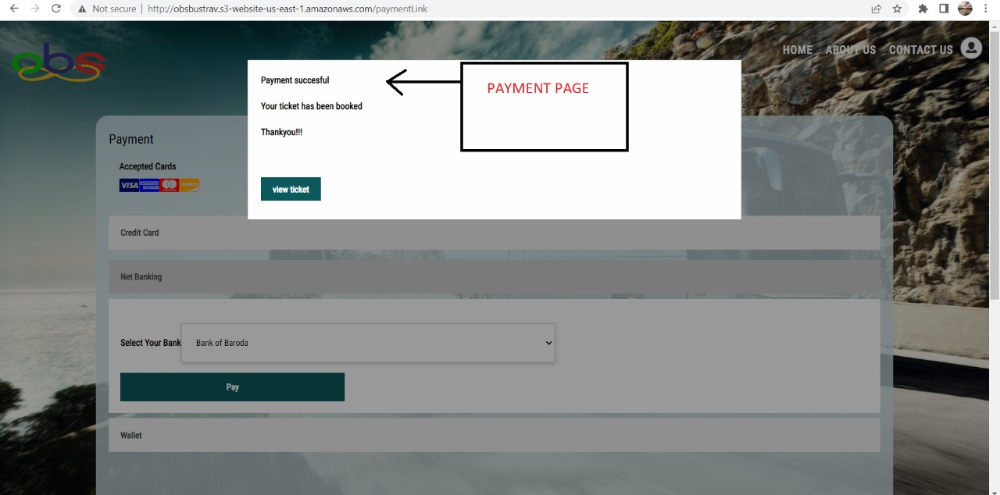 Not secure | http://obsbustrav.s3-website-us-east-1.amazonaws.com/paymentLink
obs
HOME ABOUT US CONTACT US
Payment succesful
PAYMENT PAGE
Your ticket has been booked
Thankyou!!!
view ticket
Payment
Accepted Cards
VISA AMERICAN EXPRESS
Credit Card
Net Banking
Select Your Bank Bank of Baroda
Pay
Wallet